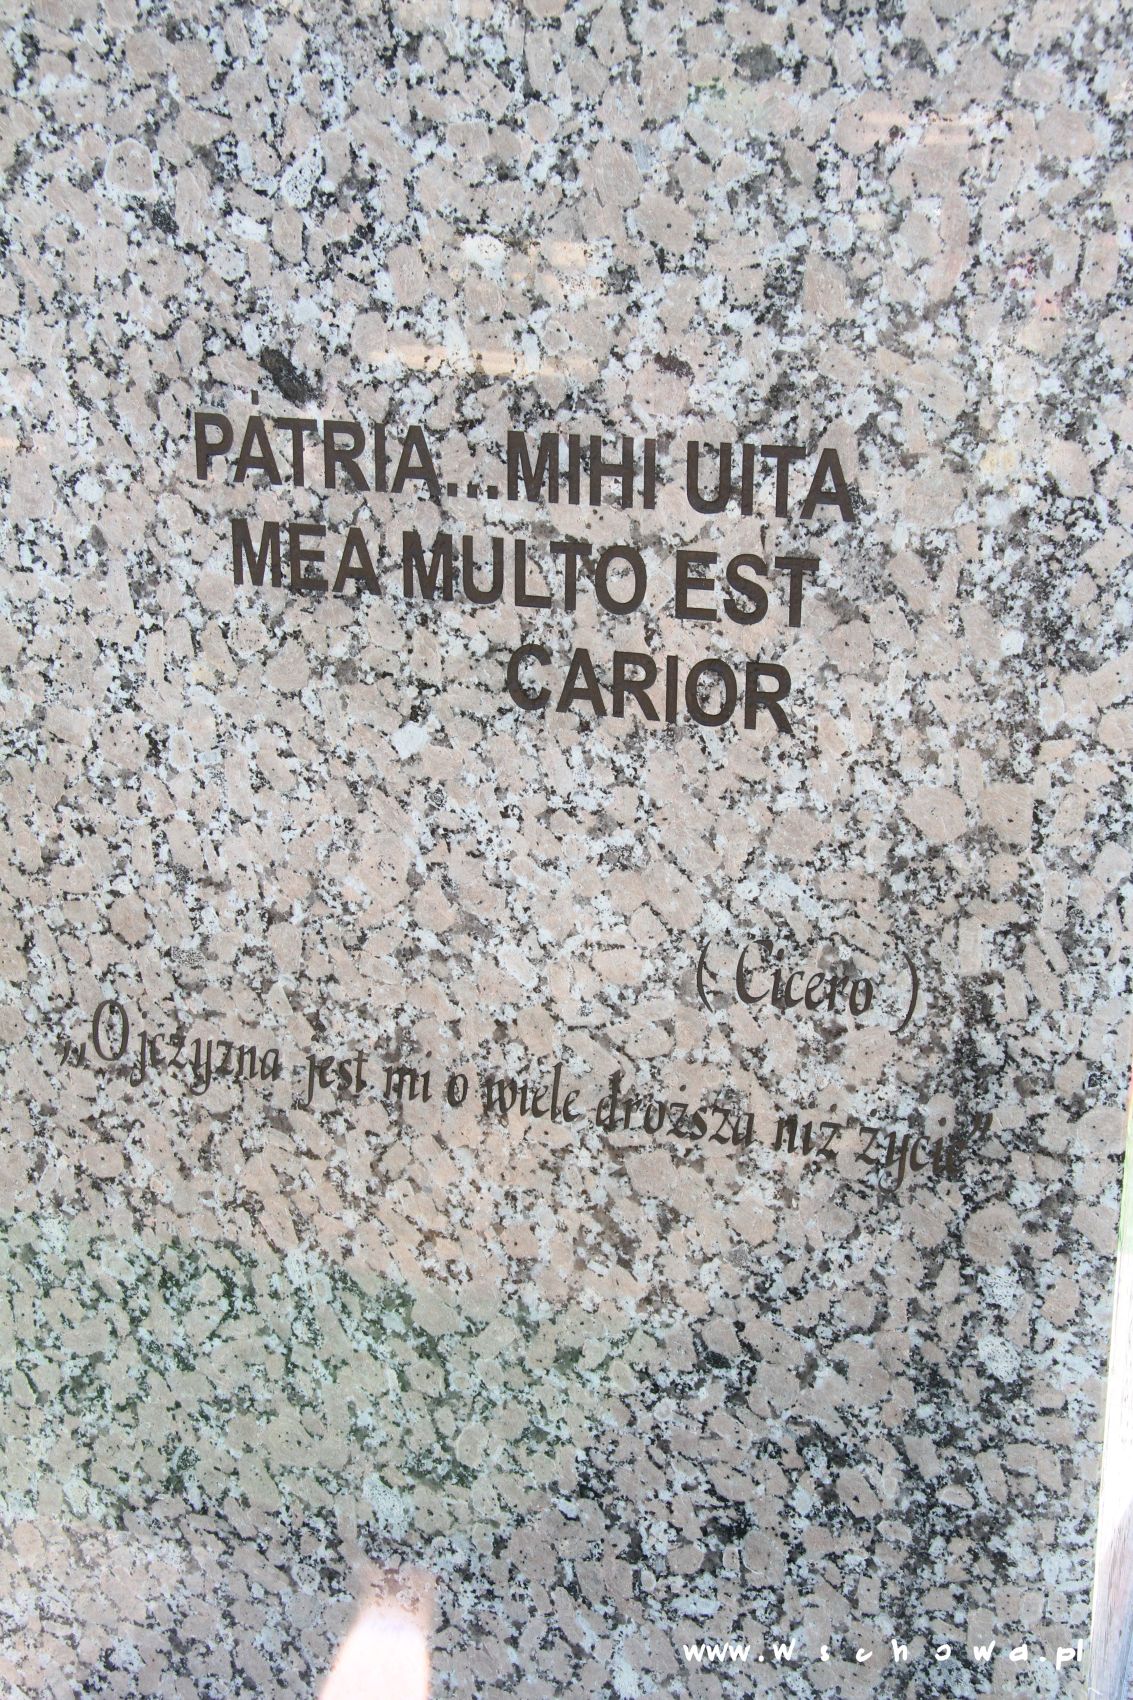 PATRIA...MIHI UITA
MEA MULTO EST
CARIOR
( Cicero )
„Ojczyzna jest mi o wiele droższa niż życie”
www.wschowa.pl